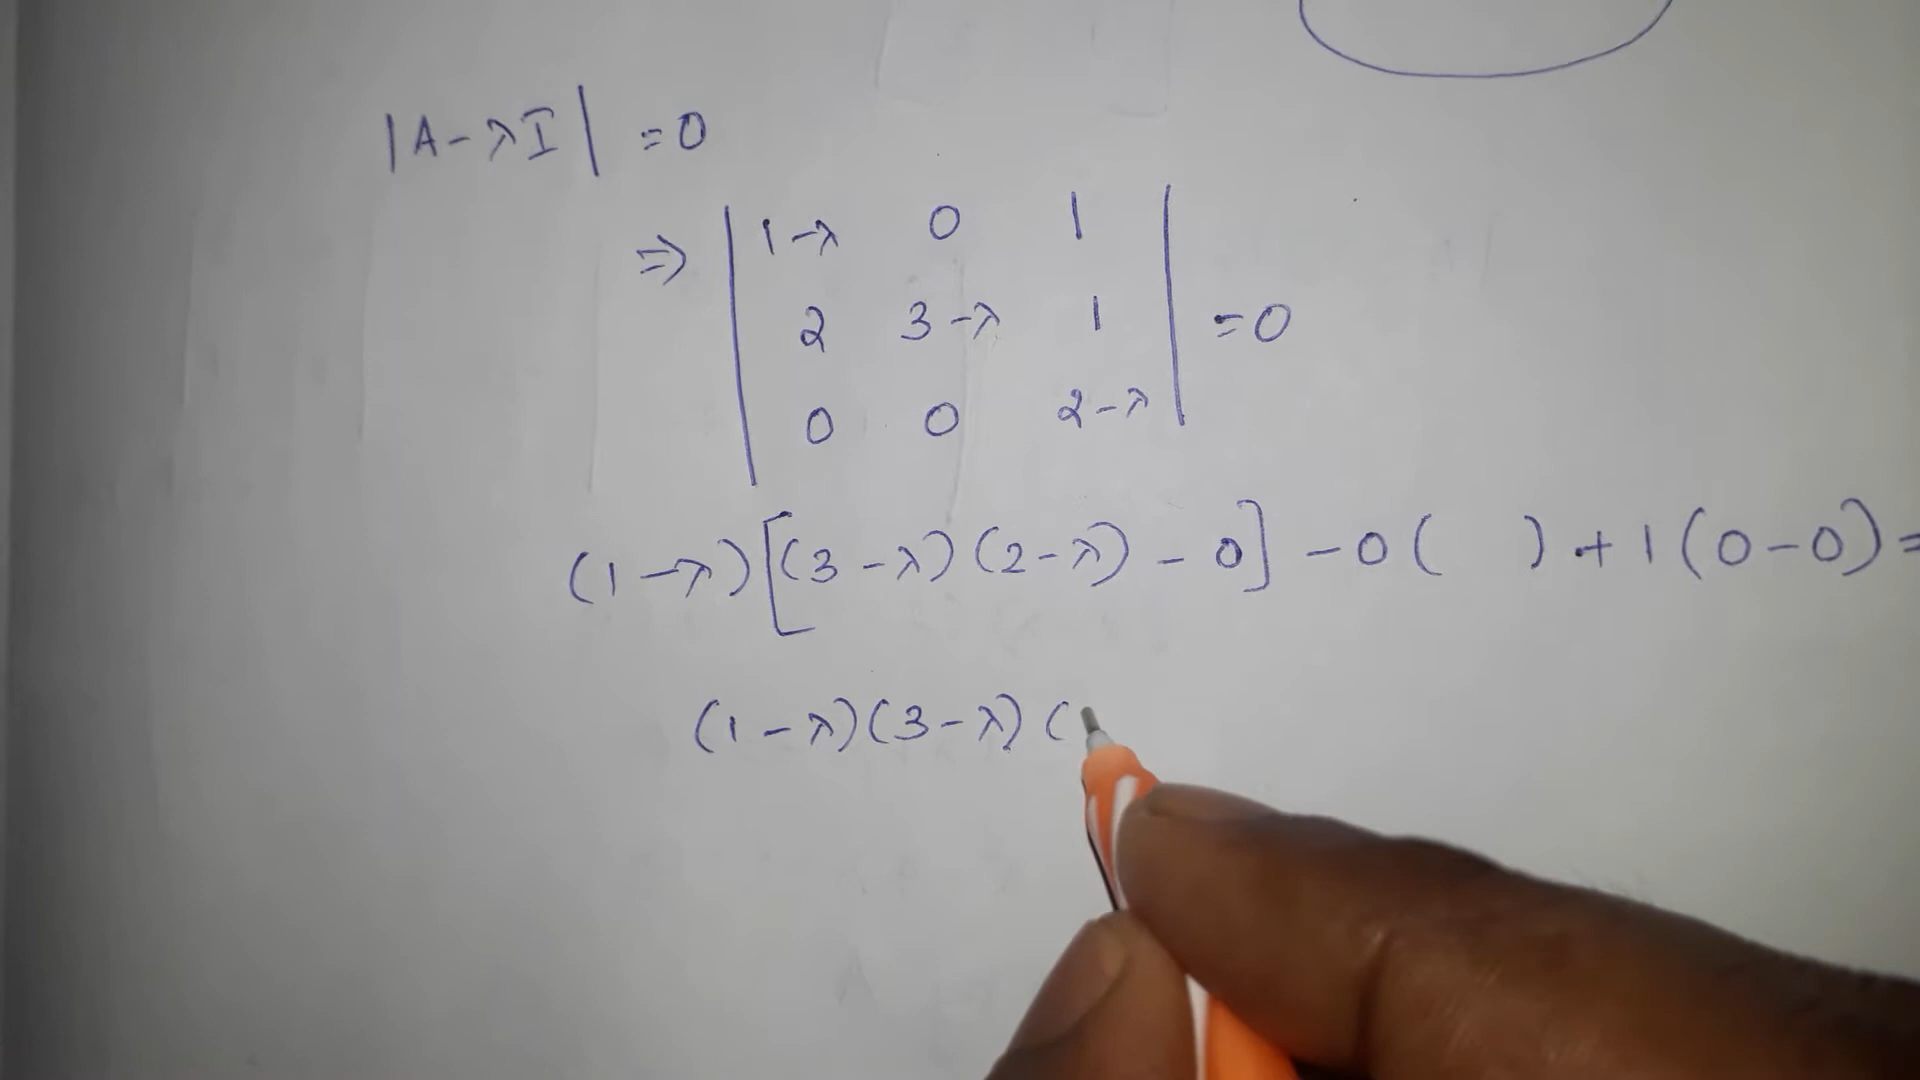 |A-λI| =0
⇒ | 1-λ 0 1 |
| 2 3-λ 1 | =0
| 0 0 2-λ |
(1-λ)[(3-λ)(2-λ)-0] -0( ) +1(0-0)=
(1-λ)(3-λ)(